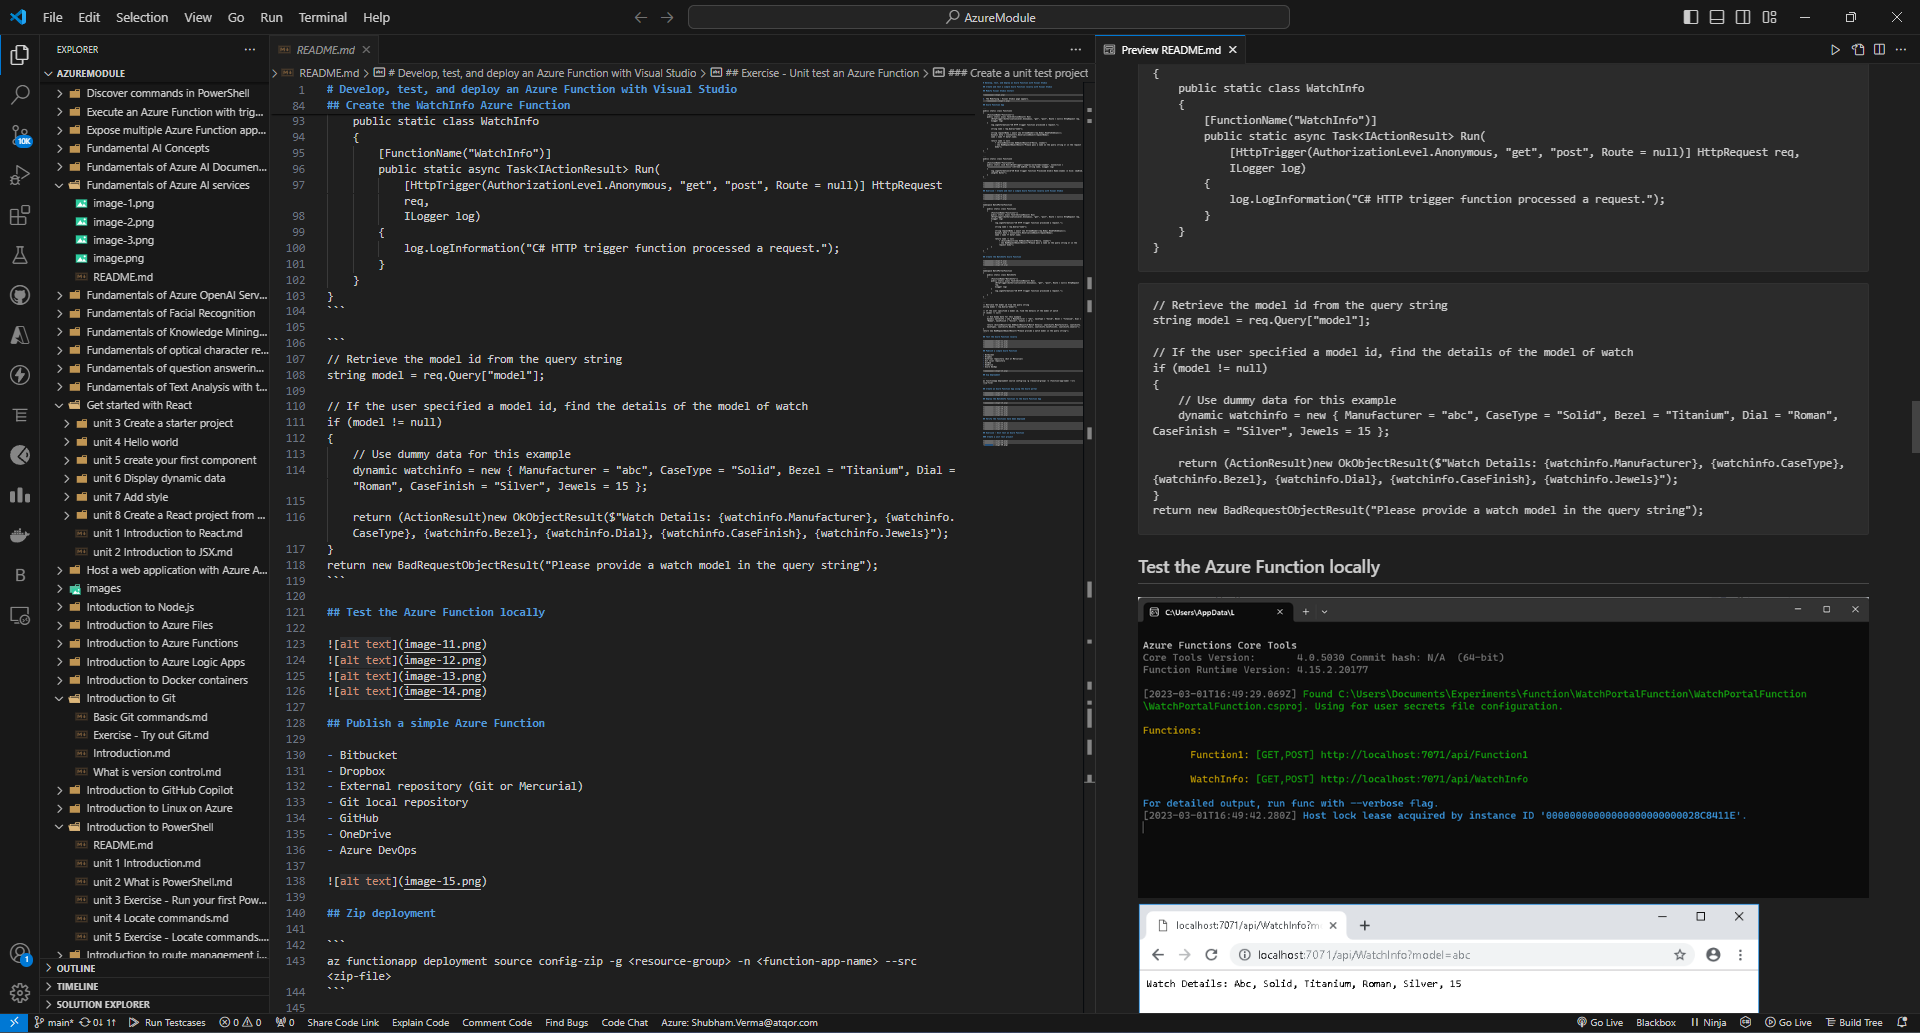 File Edit Selection View Go Run Terminal Help
AzureModule
EXPLORER
AZUREMODULE
Discover commands in PowerShell
Execute an Azure Function with trig...
Expose multiple Azure Function app...
Fundamental AI Concepts
Fundamentals of Azure AI Documen...
Fundamentals of Azure AI services
image-1.png
image-2.png
image-3.png
image.png
README.md
Fundamentals of Azure OpenAI Serv...
Fundamentals of Facial Recognition
Fundamentals of Knowledge Mining...
Fundamentals of optical character re...
Fundamentals of question answerin...
Fundamentals of Text Analysis with t...
Get started with React
unit 3 Create a starter project
unit 4 Hello world
unit 5 create your first component
unit 6 Display dynamic data
unit 7 Add style
unit 8 Create a React project from ...
unit 1 Introduction to React.md
unit 2 Introduction to JSX.md
Host a web application with Azure A...
images
Intoduction to Node.js
Introduction to Azure Files
Introduction to Azure Functions
Introduction to Azure Logic Apps
Introduction to Docker containers
Introduction to Git
Basic Git commands.md
Exercise - Try out Git.md
Introduction.md
What is version control.md
Introduction to GitHub Copilot
Introduction to Linux on Azure
Introduction to PowerShell
README.md
unit 1 Introduction.md
unit 2 What is PowerShell.md
unit 3 Exercise - Run your first Pow...
unit 4 Locate commands.md
unit 5 Exercise - Locate commands....
Introduction to route management i...
OUTLINE
TIMELINE
SOLUTION EXPLORER
10K
1
README.md
README.md > # Develop, test, and deploy an Azure Function with Visual Studio > ## Exercise - Unit test an Azure Function > ### Create a unit test project
1 # Develop, test, and deploy an Azure Function with Visual Studio
84 ## Create the WatchInfo Azure Function
93 public static class WatchInfo
94 {
95 [FunctionName("WatchInfo")]
96 public static async Task<IActionResult> Run(
97 [HttpTrigger(AuthorizationLevel.Anonymous, "get", "post", Route = null)] HttpRequest
req,
98 ILogger log)
99 {
100 log.LogInformation("C# HTTP trigger function processed a request.");
101 }
102 }
103 }
104 ```
105
106 ```
107 // Retrieve the model id from the query string
108 string model = req.Query["model"];
109
110 // If the user specified a model id, find the details of the model of watch
111 if (model != null)
112 {
113 // Use dummy data for this example
114 dynamic watchinfo = new { Manufacturer = "abc", CaseType = "Solid", Bezel = "Titanium", Dial =
"Roman", CaseFinish = "Silver", Jewels = 15 };
115
116 return (ActionResult)new OkObjectResult($"Watch Details: {watchinfo.Manufacturer}, {watchinfo.
CaseType}, {watchinfo.Bezel}, {watchinfo.Dial}, {watchinfo.CaseFinish}, {watchinfo.Jewels}");
117 }
118 return new BadRequestObjectResult("Please provide a watch model in the query string");
119 ```
120
121 ## Test the Azure Function locally
122
123 ![alt text](image-11.png)
124 ![alt text](image-12.png)
125 ![alt text](image-13.png)
126 ![alt text](image-14.png)
127
128 ## Publish a simple Azure Function
129
130 - Bitbucket
131 - Dropbox
132 - External repository (Git or Mercurial)
133 - Git local repository
134 - GitHub
135 - OneDrive
136 - Azure DevOps
137
138 ![alt text](image-15.png)
139
140 ## Zip deployment
141
142 ```
143 az functionapp deployment source config-zip -g <resource-group> -n <function-app-name> --src
<zip-file>
144 ```
145
Preview README.md
{
public static class WatchInfo
{
[FunctionName("WatchInfo")]
public static async Task<IActionResult> Run(
[HttpTrigger(AuthorizationLevel.Anonymous, "get", "post", Route = null)] HttpRequest req,
ILogger log)
{
log.LogInformation("C# HTTP trigger function processed a request.");
}
}
}
// Retrieve the model id from the query string
string model = req.Query["model"];
// If the user specified a model id, find the details of the model of watch
if (model != null)
{
// Use dummy data for this example
dynamic watchinfo = new { Manufacturer = "abc", CaseType = "Solid", Bezel = "Titanium", Dial = "Roman",
CaseFinish = "Silver", Jewels = 15 };
return (ActionResult)new OkObjectResult($"Watch Details: {watchinfo.Manufacturer}, {watchinfo.CaseType},
{watchinfo.Bezel}, {watchinfo.Dial}, {watchinfo.CaseFinish}, {watchinfo.Jewels}");
}
return new BadRequestObjectResult("Please provide a watch model in the query string");
Test the Azure Function locally
C:\Users\AppData\L
Azure Functions Core Tools
Core Tools Version: 4.0.5030 Commit hash: N/A (64-bit)
Function Runtime Version: 4.15.2.20177
[2023-03-01T16:49:29.069Z] Found C:\Users\Documents\Experiments\function\WatchPortalFunction\WatchPortalFunction
\WatchPortalFunction.csproj. Using for user secrets file configuration.
Functions:
Function1: [GET,POST] http://localhost:7071/api/Function1
WatchInfo: [GET,POST] http://localhost:7071/api/WatchInfo
For detailed output, run func with --verbose flag.
[2023-03-01T16:49:42.280Z] Host lock lease acquired by instance ID '00000000000000000000000028C8411E'.
localhost:7071/api/WatchInfo?m
localhost:7071/api/WatchInfo?model=abc
Watch Details: Abc, Solid, Titanium, Roman, Silver, 15
main* 0↓ 1↑ Run Testcases 0 0 0 Share Code Link Explain Code Comment Code Find Bugs Code Chat Azure: Shubham.Verma@atqor.com Go Live Blackbox Ninja Go Live Build Tree